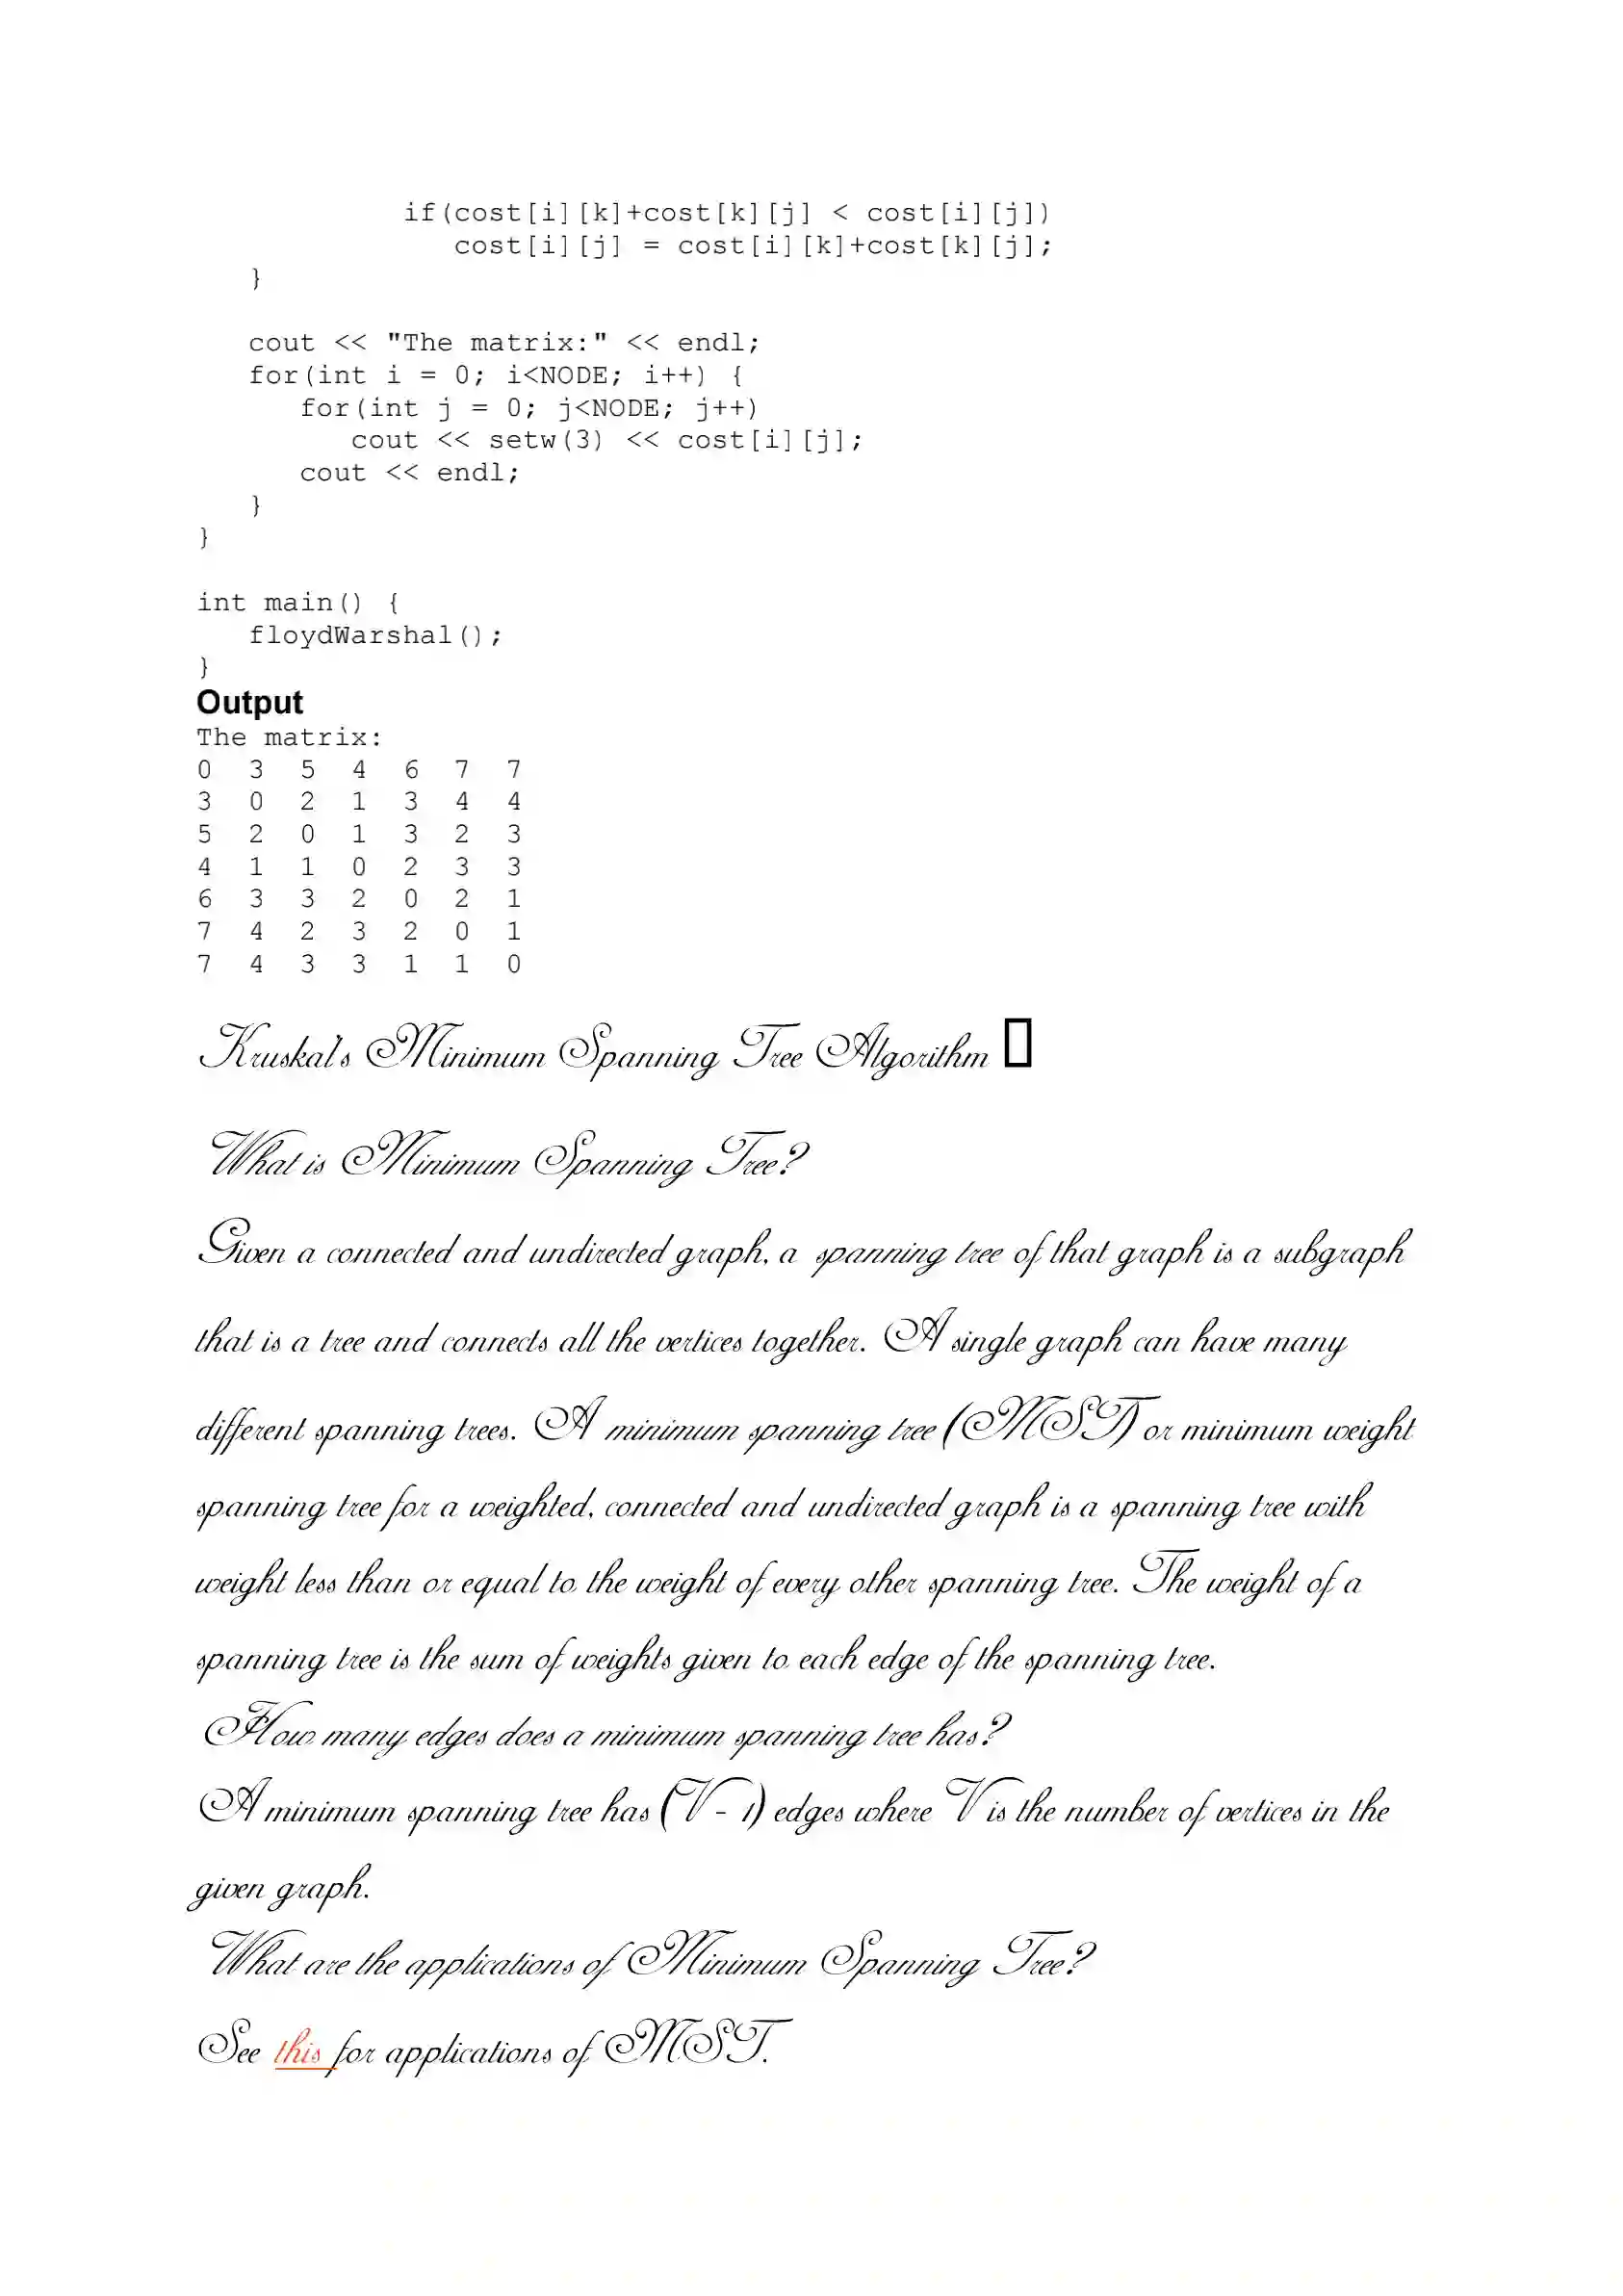 if(cost[i][k]+cost[k][j] < cost[i][j])
cost[i][j] = cost[i][k]+cost[k][j];
}
cout << "The matrix:" << endl;
for(int i = 0; i<NODE; i++) {
for(int j = 0; j<NODE; j++)
cout << setw(3) << cost[i][j];
cout << endl;
}
}
int main() {
floydWarshal();
}
Output
The matrix:
0 3 5 4 6 7 7
3 0 2 1 3 4 4
5 2 0 1 3 2 3
4 1 1 0 2 3 3
6 3 3 2 0 2 1
7 4 2 3 2 0 1
7 4 3 3 1 1 0
Kruskal's Minimum Spanning Tree Algorithm
What is Minimum Spanning Tree?
Given a connected and undirected graph, a spanning tree of that graph is a subgraph
that is a tree and connects all the vertices together. A single graph can have many
different spanning trees. A minimum spanning tree (MST) or minimum weight
spanning tree for a weighted, connected and undirected graph is a spanning tree with
weight less than or equal to the weight of every other spanning tree. The weight of a
spanning tree is the sum of weights given to each edge of the spanning tree.
How many edges does a minimum spanning tree has?
A minimum spanning tree has (V – 1) edges where V is the number of vertices in the
given graph.
What are the applications of Minimum Spanning Tree?
See this for applications of MST.